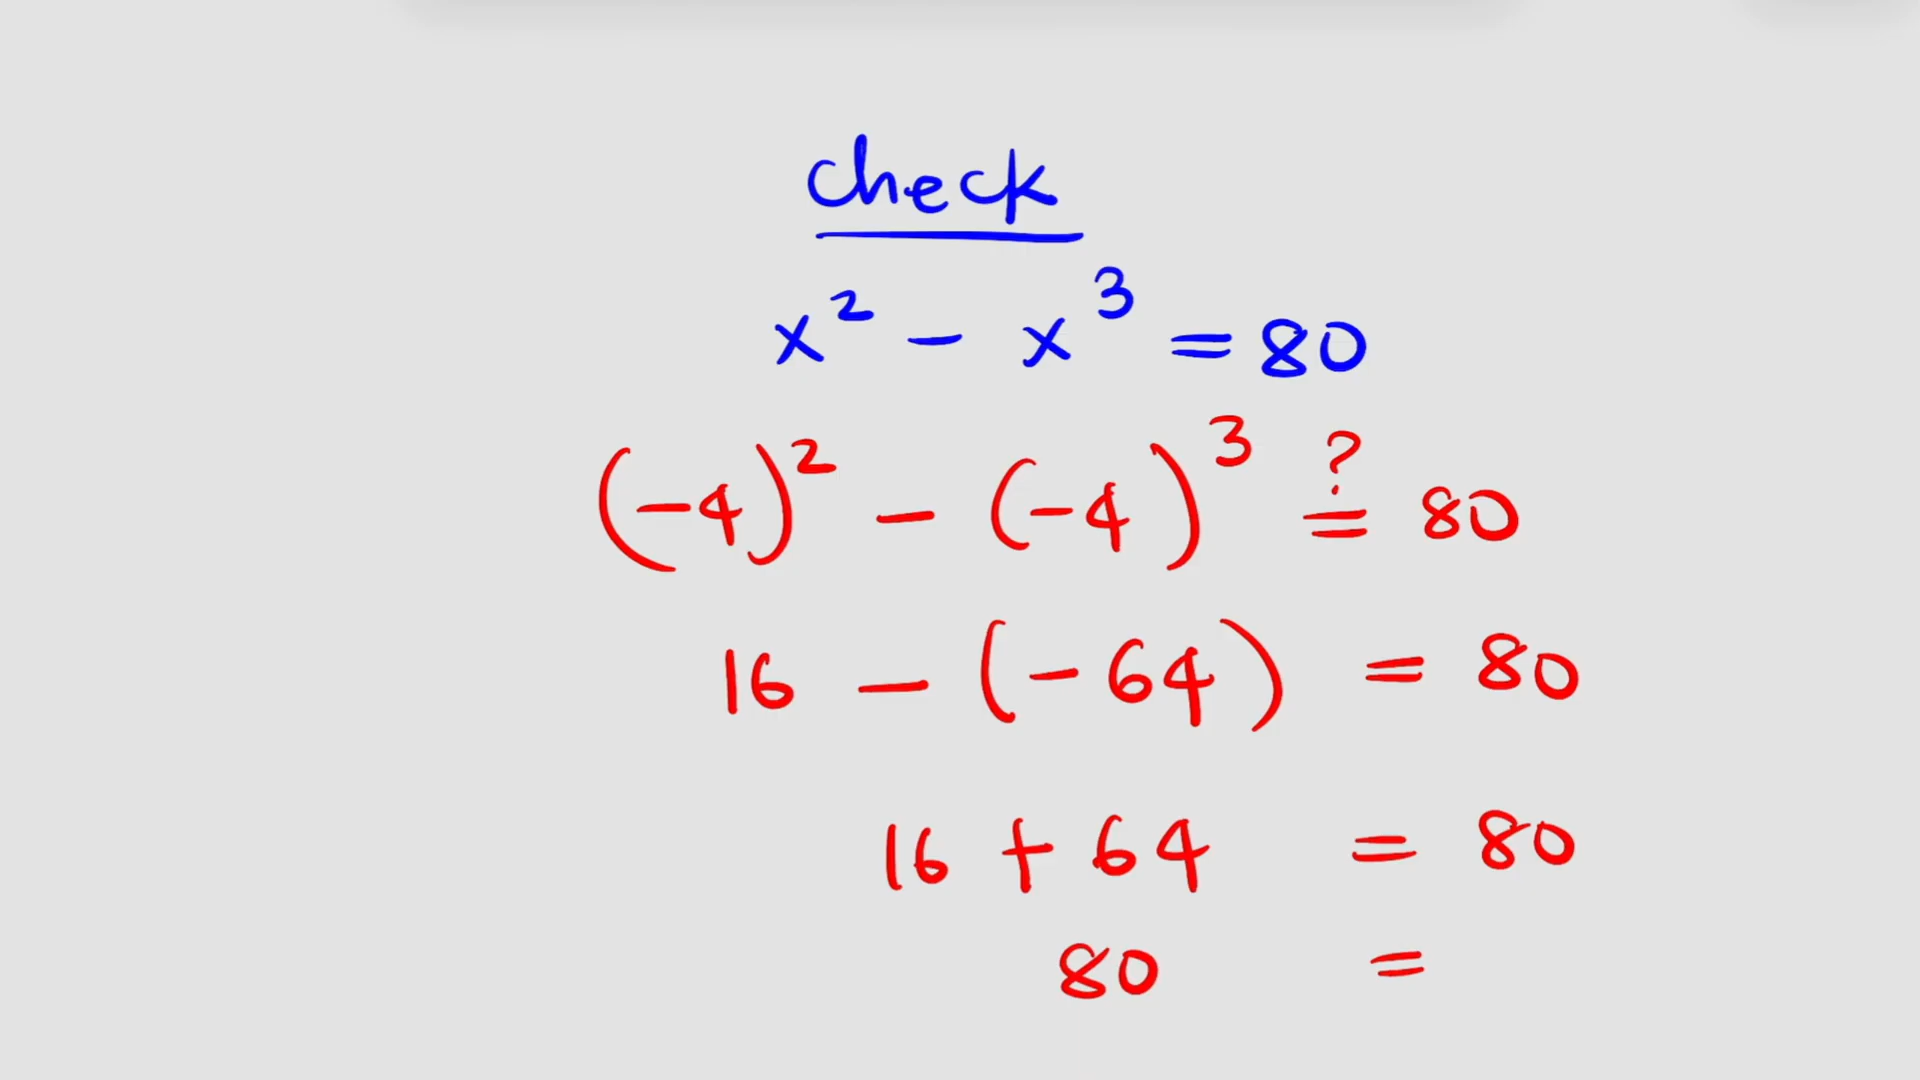 check
x² - x³ = 80
(-4)² - (-4)³ ≟ 80
16 - (-64) = 80
16 + 64 = 80
80 =